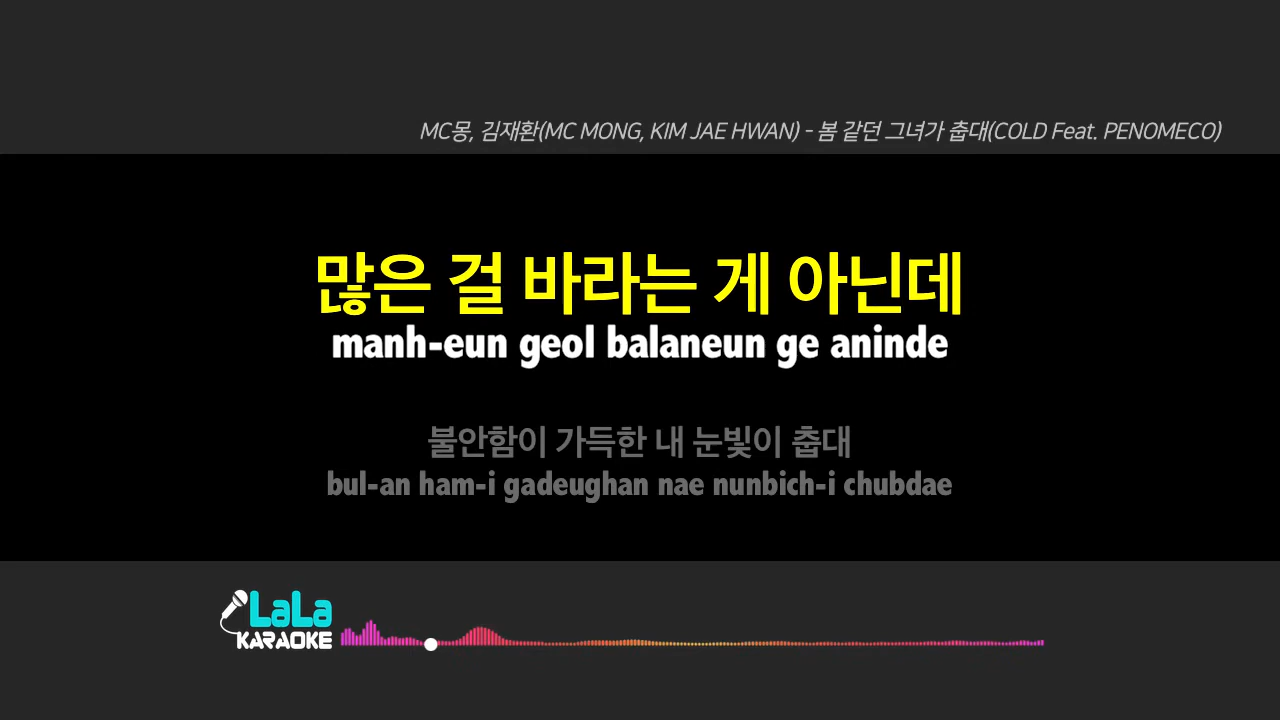 MC몽, 김재환(MC MONG, KIM JAE HWAN) - 봄 같던 그녀가 춥대(COLD Feat. PENOMECO)
많은 걸 바라는 게 아닌데
manh-eun geol balaneun ge aninde
불안함이 가득한 내 눈빛이 춥대
bul-an ham-i gadeughan nae nunbich-i chubdae
LaLa
KARAOKE